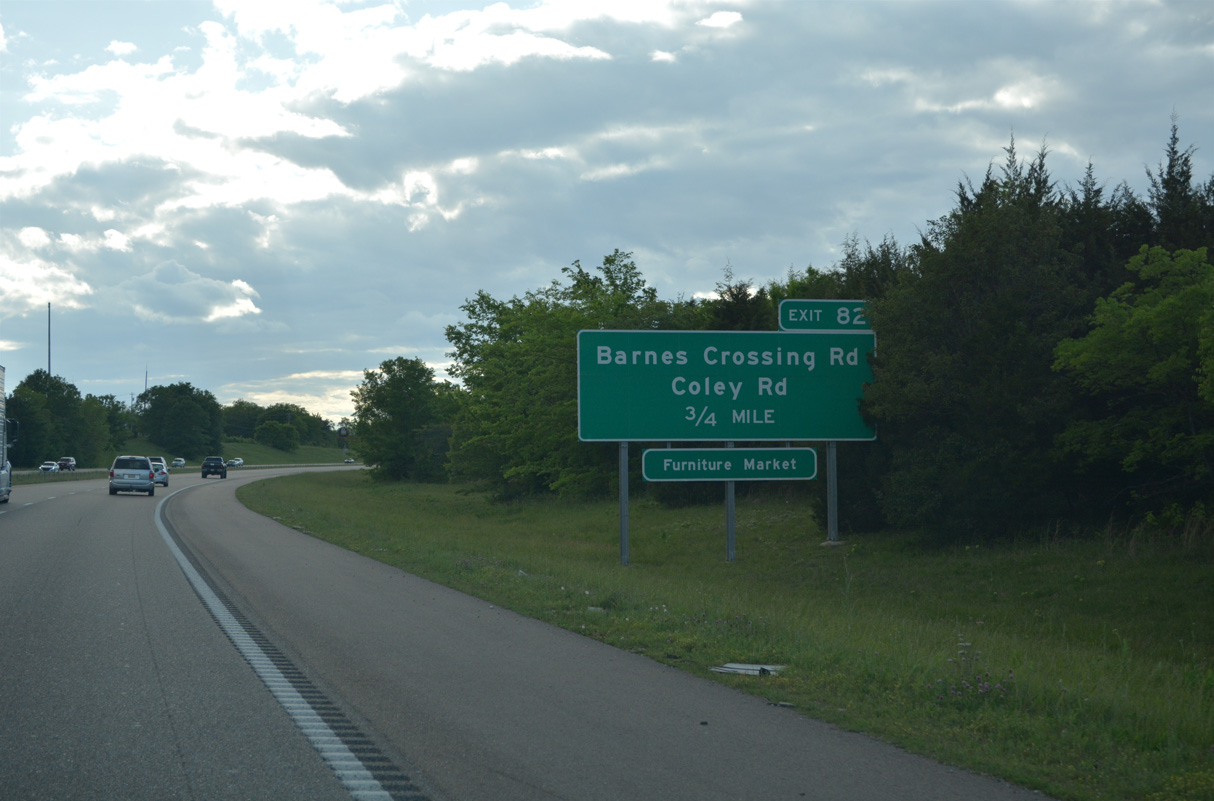 EXIT 82
Barnes Crossing Rd
Coley Rd
3/4 MILE
Furniture Market